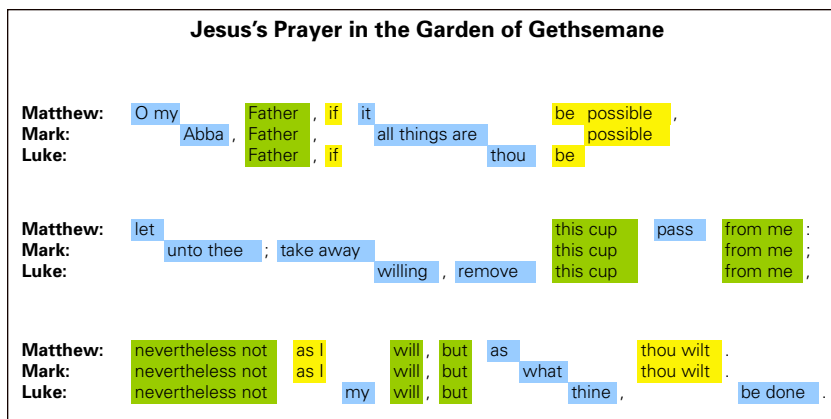 Jesus's Prayer in the Garden of Gethsemane
Matthew: O my Father , if it be possible ,
Mark: Abba , Father , all things are possible
Luke: Father , if thou be
Matthew: let this cup pass from me :
Mark: unto thee ; take away this cup from me ;
Luke: willing , remove this cup from me ,
Matthew: nevertheless not as I will , but as thou wilt .
Mark: nevertheless not as I will , but what thou wilt .
Luke: nevertheless not my will , but thine , be done .